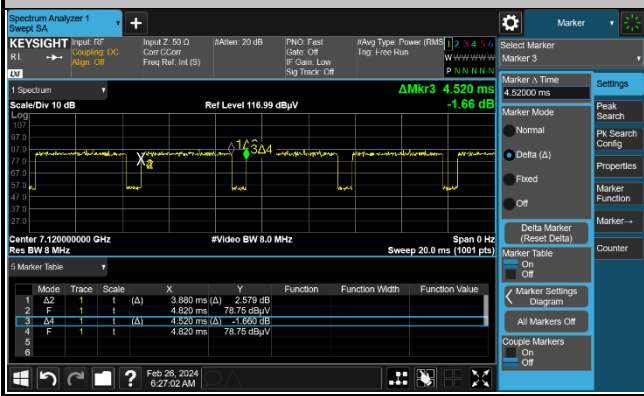 Spectrum Analyzer 1
Swept SA
Marker
KEYSIGHT
Input: RF
Input Z: 50 Ω
#Atten: 20 dB
PNO: Fast
#Avg Type: Power (RMS
1 2 3 4 5 6
Select Marker
Marker 3
RL
Coupling: DC
Corr CCorr
Gate: Off
Trig: Free Run
W W W W W W
Align: Off
Freq Ref: Int (S)
IF Gain: Low
P N N N N N
Sig Track: Off
LXI
1 Spectrum
ΔMkr3 4.520 ms
Marker Δ Time
4.52000 ms
Settings
Scale/Div 10 dB
Ref Level 116.99 dBµV
-1.66 dB
Log
107
97.0
87.0
77.0
67.0
57.0
47.0
37.0
27.0
3Δ4
Marker Mode
Normal
Delta (Δ)
Fixed
Off
Peak
Search
Pk Search
Config
Properties
Marker
Function
Marker→
Counter
Center 7.120000000 GHz
#Video BW 8.0 MHz
Span 0 Hz
Res BW 8 MHz
Sweep 20.0 ms (1001 pts)
Delta Marker
(Reset Delta)
Marker Table
On
Off
5 Marker Table
Mode Trace Scale X Y Function Function Width Function Value
1 Δ2 1 t (Δ) 3.880 ms (Δ) 2.579 dB
2 F 1 t 4.820 ms 78.75 dBµV
3 Δ4 1 t (Δ) 4.520 ms (Δ) -1.660 dB
4 F 1 t 4.820 ms 78.75 dBµV
5
6
Marker Settings
Diagram
All Markers Off
Couple Markers
On
Off
?
Feb 26, 2024
6:27:02 AM